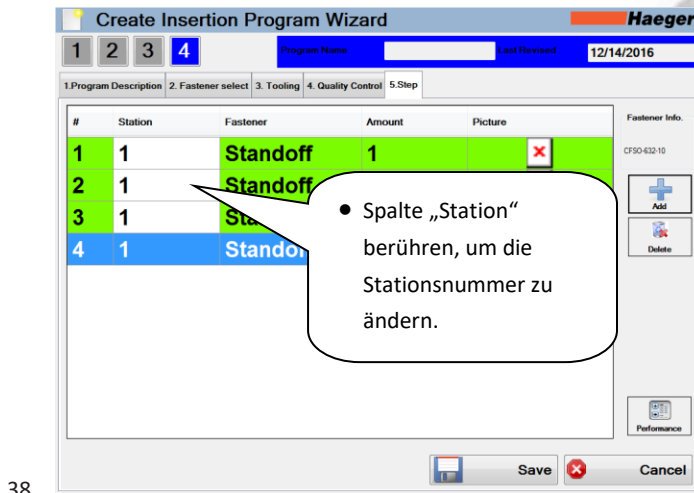 Create Insertion Program Wizard
Haeger
1 2 3 4
Program Name
Last Revised
12/14/2016
1.Program Description 2. Fastener select 3. Tooling 4. Quality Control 5.Step
# Station Fastener Amount Picture
Fastener Info.
1 1 Standoff 1
CFSO-632-10
2 1 Standoff
Add
3 1
4 1
Delete
• Spalte „Station“
berühren, um die
Stationsnummer zu
ändern.
Performance
Save
Cancel
38